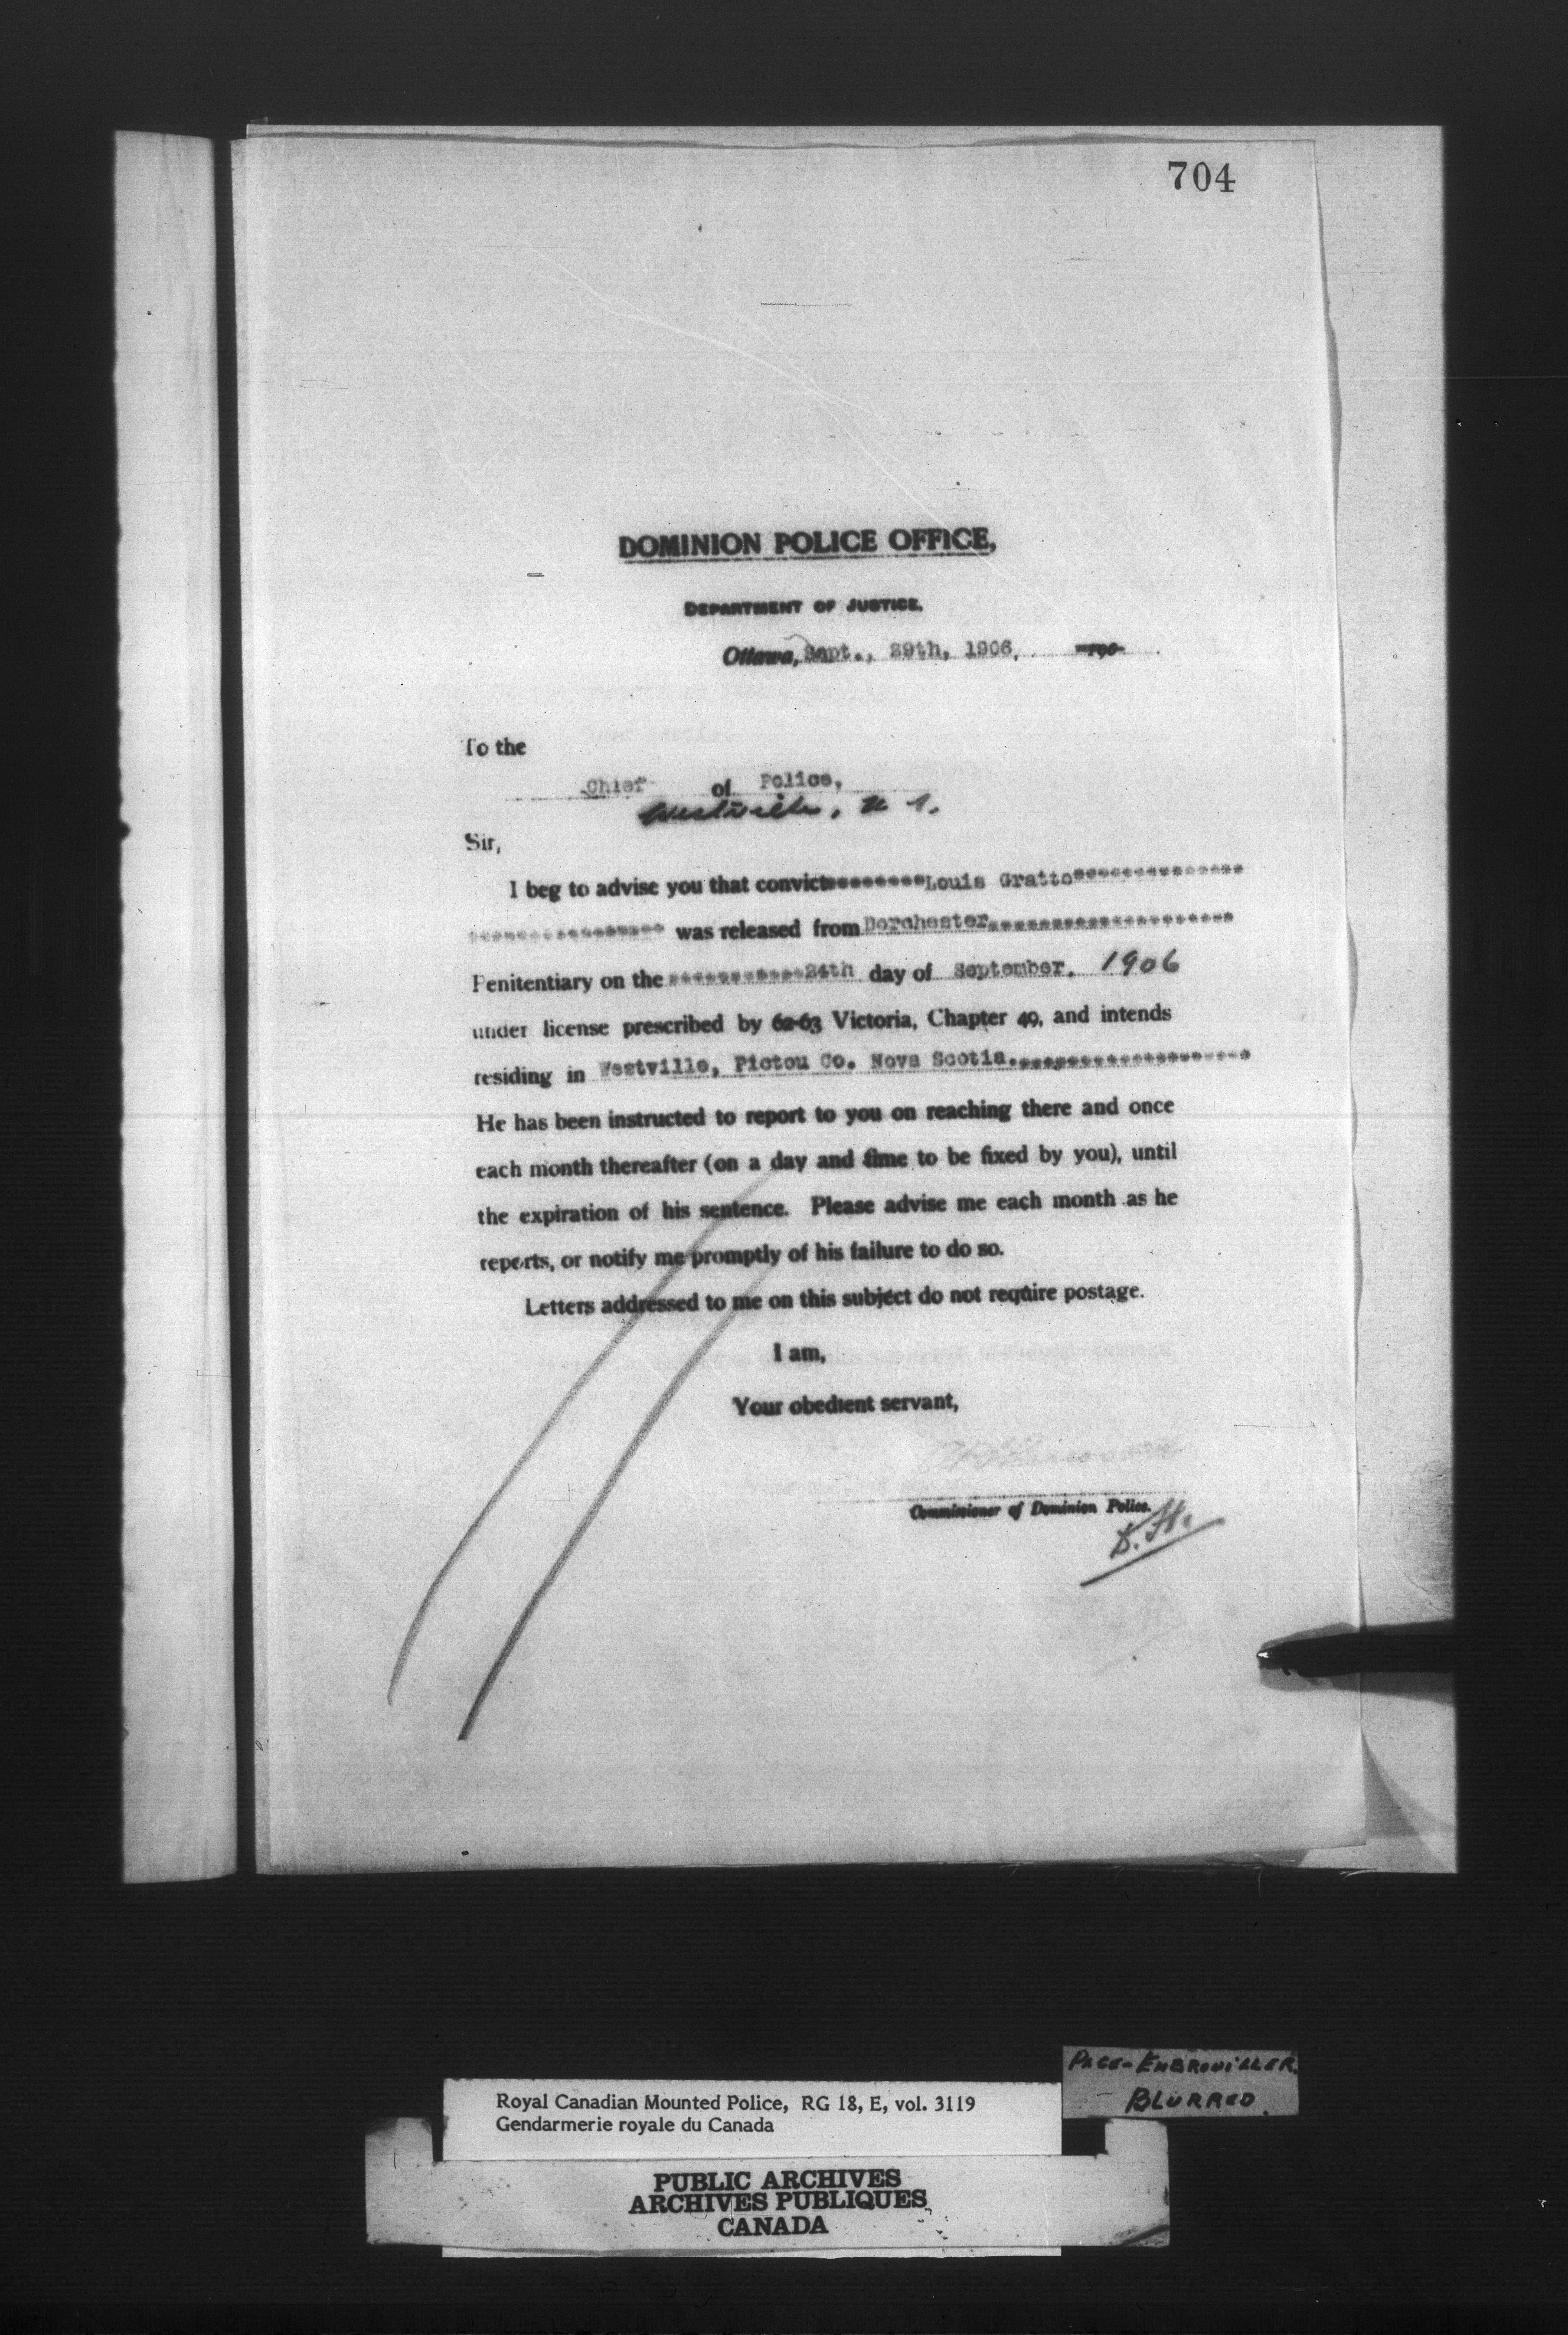 704
DOMINION POLICE OFFICE,
DEPARTMENT OF JUSTICE.
Ottawa, Sept., 29th, 1906. 190
To the
Chief of Police,
Westville, N S.
Sir,
I beg to advise you that convict********Louis Gratto***************
**************** was released from Dorchester*********************
Penitentiary on the ***********24th day of September. 1906
under license prescribed by 62-63 Victoria, Chapter 49, and intends
residing in Westville, Pictou Co. Nova Scotia.********************
He has been instructed to report to you on reaching there and once
each month thereafter (on a day and time to be fixed by you), until
the expiration of his sentence. Please advise me each month as he
reports, or notify me promptly of his failure to do so.
Letters addressed to me on this subject do not require postage.
I am,
Your obedient servant,
Commissioner of Dominion Police.
D. H.
PAGE-EMBROUILLER.
BLURRED.
Royal Canadian Mounted Police, RG 18, E, vol. 3119
Gendarmerie royale du Canada
PUBLIC ARCHIVES
ARCHIVES PUBLIQUES
CANADA